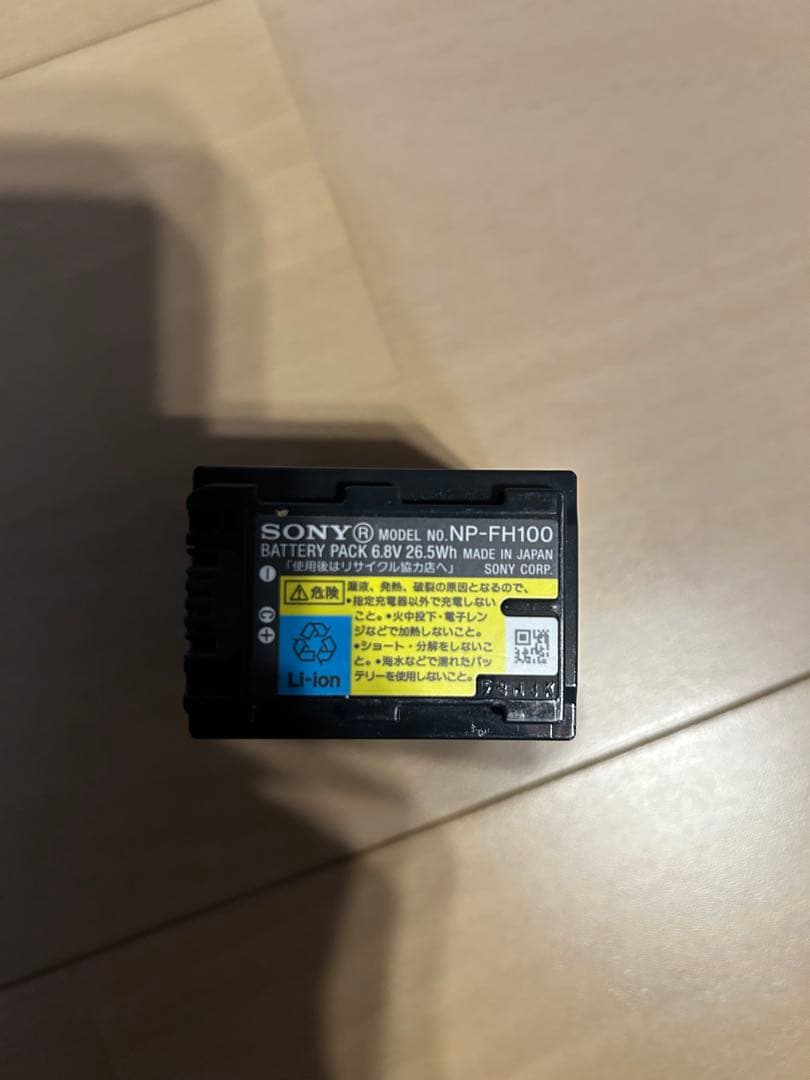 SONY® MODEL NO. NP-FH100
BATTERY PACK 6.8V 26.5Wh MADE IN JAPAN
「使用後はリサイクル協力店へ」 SONY CORP.
危険 漏液、発熱、破裂の原因となるので、
•指定充電器以外で充電しない
こと。•火中投下・電子レン
ジなどで加熱しないこと。
•ショート・分解をしないこ
と。•海水などで濡れたバッ
テリーを使用しないこと。
Li-ion